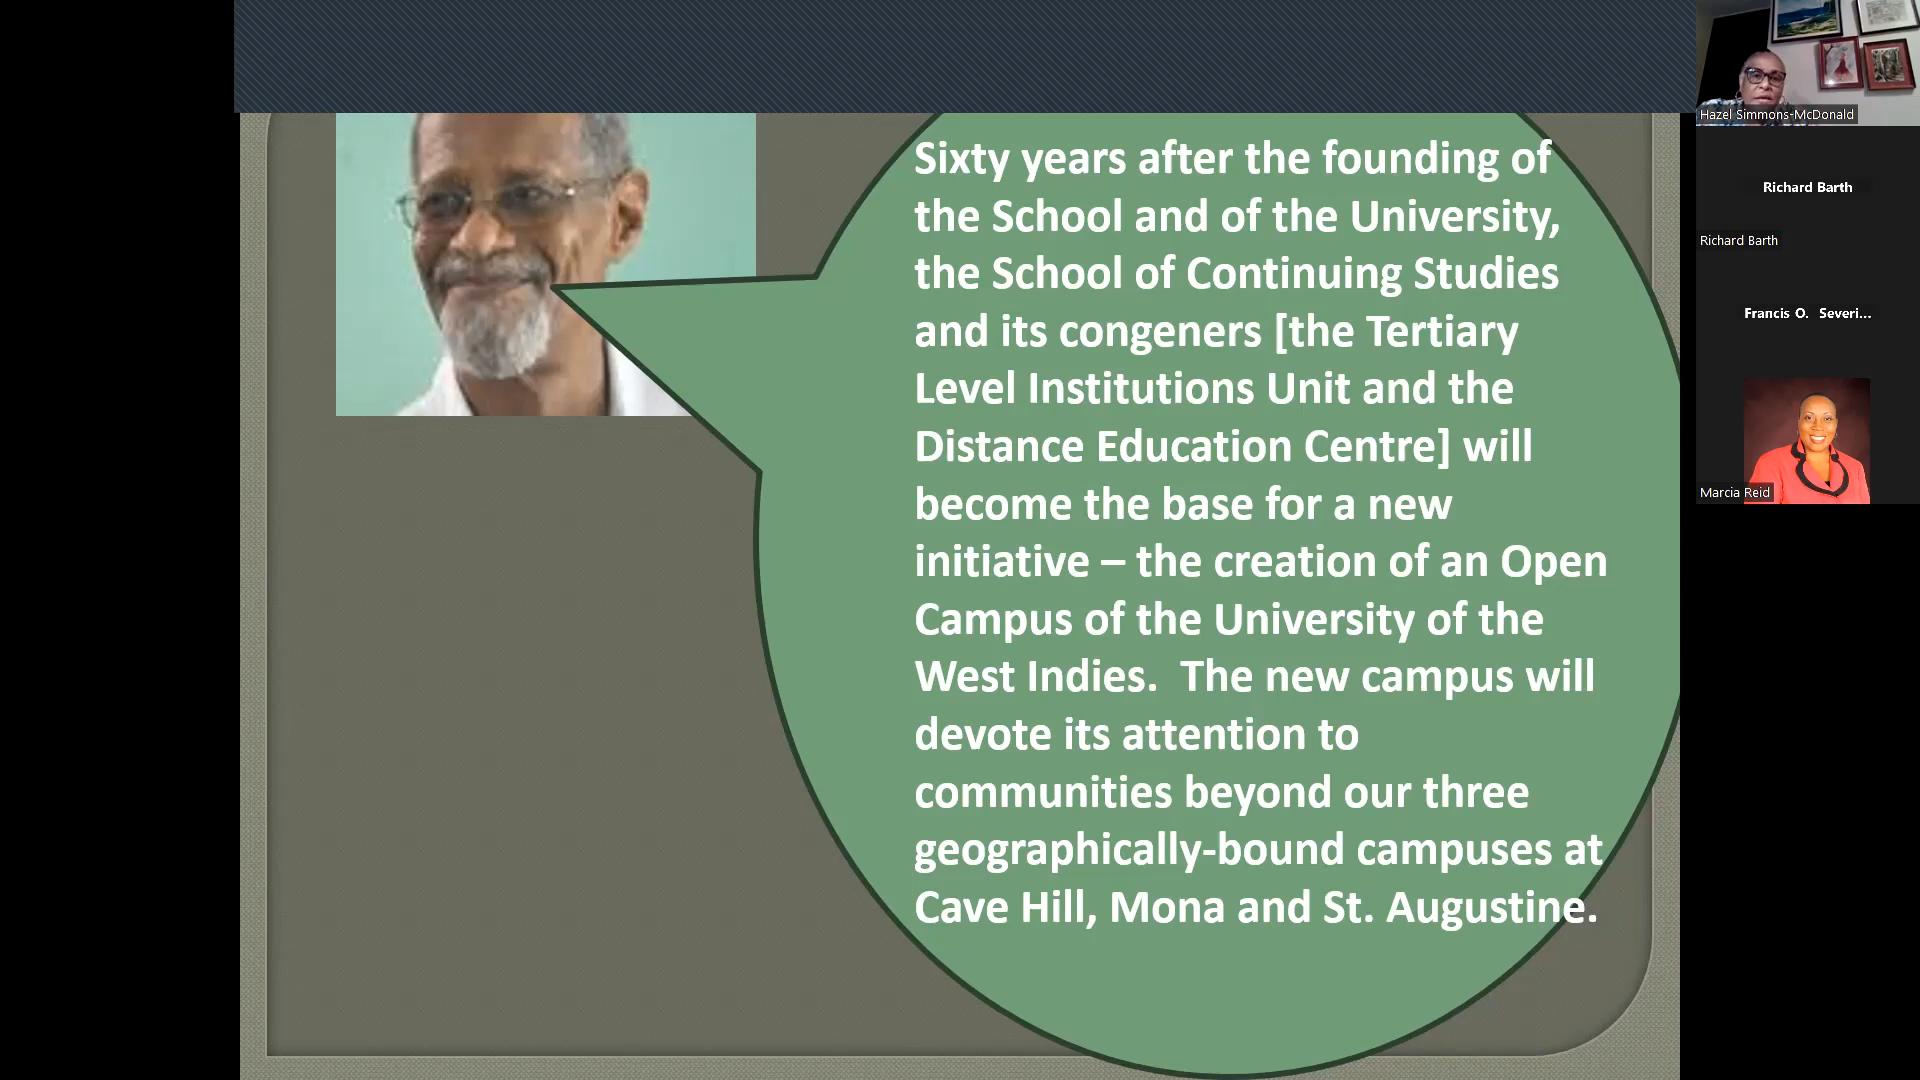 Sixty years after the founding of
the School and of the University,
the School of Continuing Studies
and its congeners [the Tertiary
Level Institutions Unit and the
Distance Education Centre] will
become the base for a new
initiative – the creation of an Open
Campus of the University of the
West Indies.  The new campus will
devote its attention to
communities beyond our three
geographically-bound campuses at
Cave Hill, Mona and St. Augustine.
Hazel Simmons-McDonald
Richard Barth
Richard Barth
Francis O.  Severi...
Marcia Reid